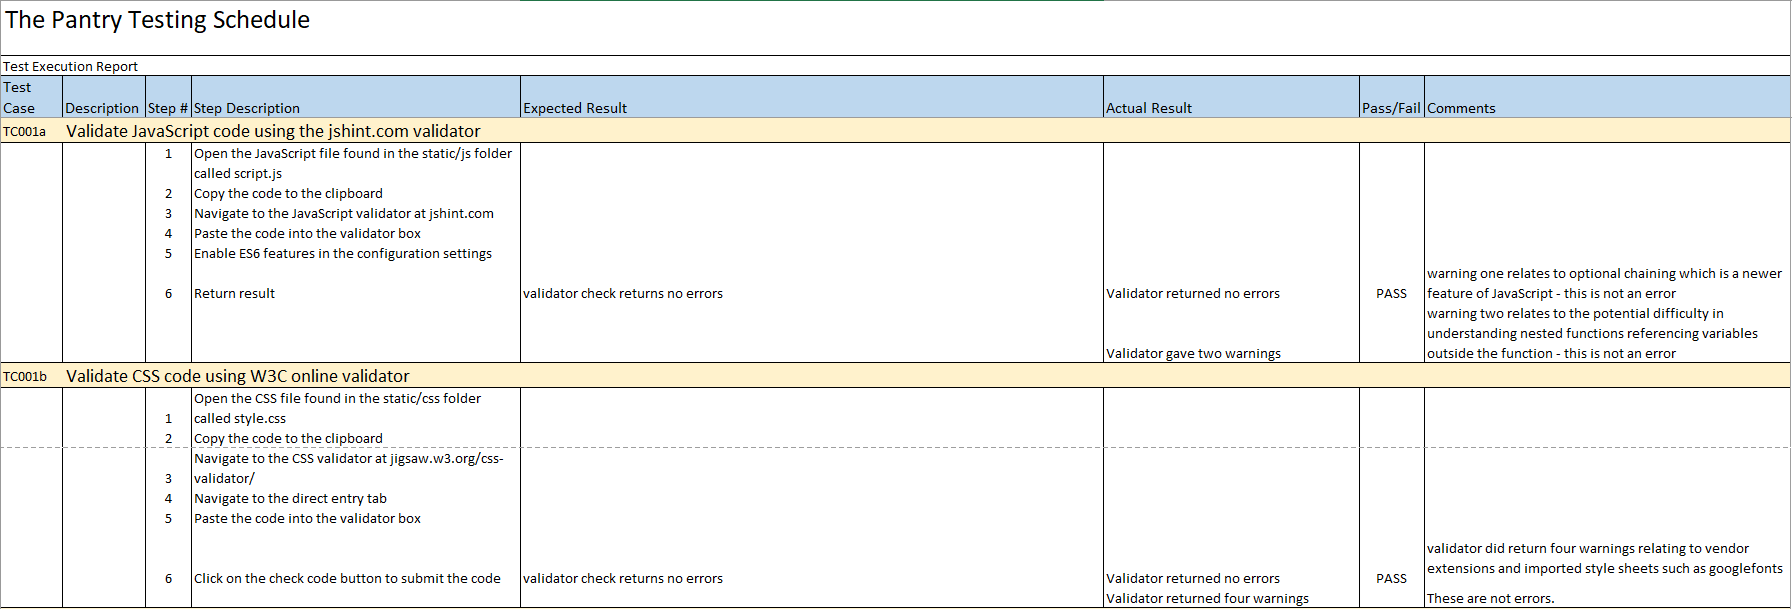 The Pantry Testing Schedule
Test Execution Report
Test
Case Description Step # Step Description Expected Result Actual Result Pass/Fail Comments
TC001a Validate JavaScript code using the jshint.com validator
1 Open the JavaScript file found in the static/js folder
called script.js
2 Copy the code to the clipboard
3 Navigate to the JavaScript validator at jshint.com
4 Paste the code into the validator box
5 Enable ES6 features in the configuration settings
warning one relates to optional chaining which is a newer
6 Return result validator check returns no errors Validator returned no errors PASS feature of JavaScript - this is not an error
warning two relates to the potential difficulty in
understanding nested functions referencing variables
Validator gave two warnings outside the function - this is not an error
TC001b Validate CSS code using W3C online validator
Open the CSS file found in the static/css folder
1 called style.css
2 Copy the code to the clipboard
Navigate to the CSS validator at jigsaw.w3.org/css-
3 validator/
4 Navigate to the direct entry tab
5 Paste the code into the validator box
validator did return four warnings relating to vendor
extensions and imported style sheets such as googlefonts
6 Click on the check code button to submit the code validator check returns no errors Validator returned no errors PASS
Validator returned four warnings These are not errors.